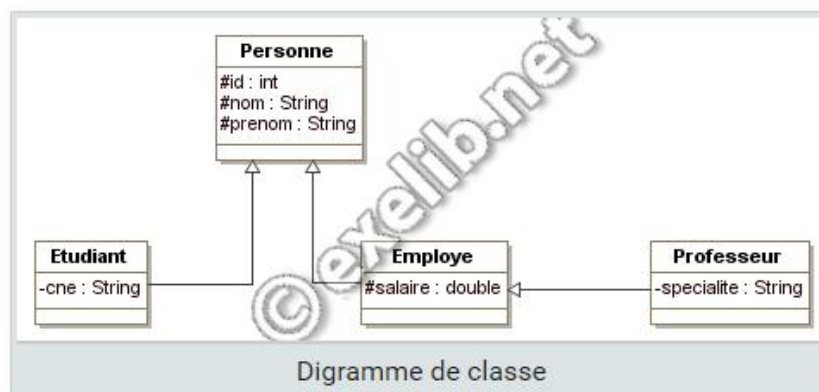 Personne
#id : int
#nom : String
#prenom : String
Etudiant
-cne : String
Employe
#salaire : double
Professeur
-specialite : String
© exelib.net
Digramme de classe